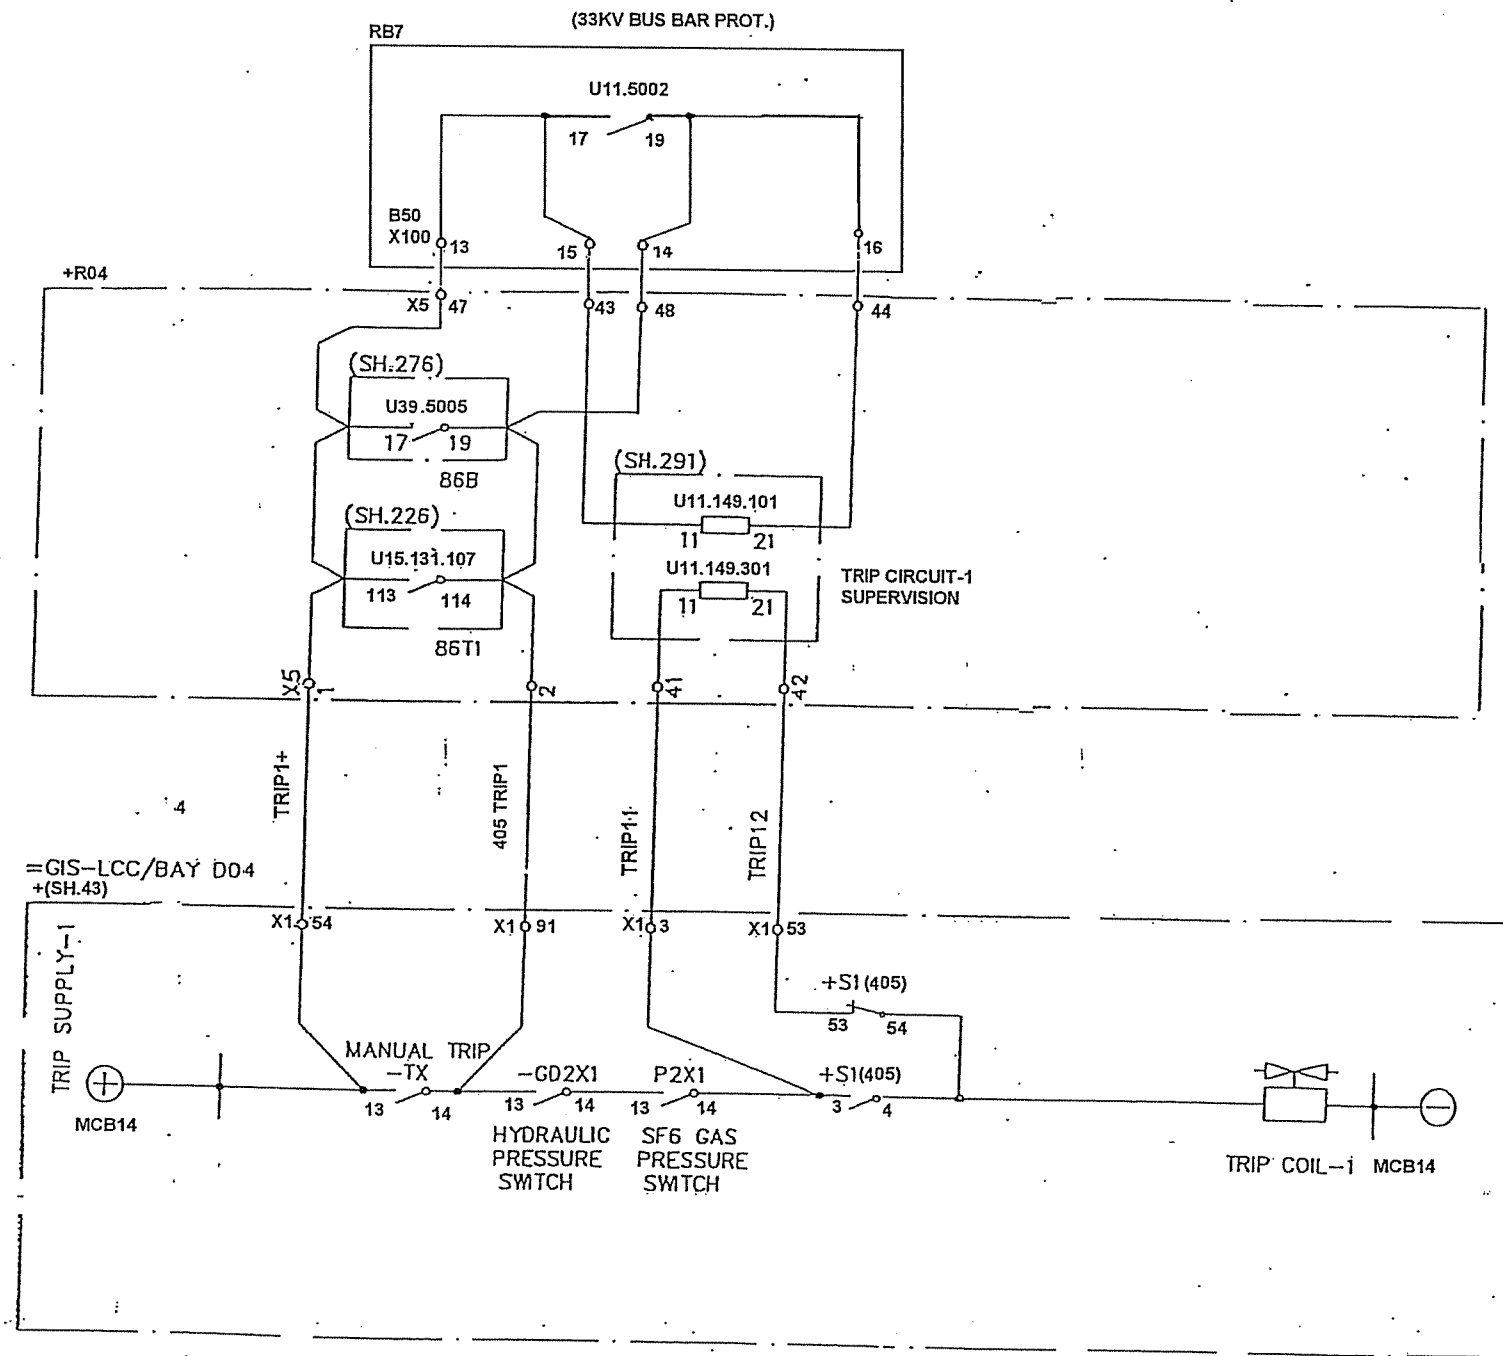 (33KV BUS BAR PROT.)
RB7
U11.5002
17 19
B50
X100 13 15 14 16
+R04
X5 47 43 48 44
(SH.276)
U39.5005
17 19
86B
(SH.291)
U11.149.101
11 21
(SH.226)
U15.131.107
113 114
86T1
U11.149.301
11 21
TRIP CIRCUIT-1
SUPERVISION
X5 1 2 41 42
TRIP1+
405 TRIP1
TRIP11
TRIP12
4
=GIS-LCC/BAY D04
+(SH.43)
X1 54 X1 91 X1 3 X1 53
TRIP SUPPLY-1
+S1(405)
53 54
MANUAL TRIP
-TX -GD2X1 P2X1 +S1(405)
+ 13 14 13 14 13 14 3 4 −
MCB14
HYDRAULIC
PRESSURE
SWITCH
SF6 GAS
PRESSURE
SWITCH
TRIP COIL-1 MCB14